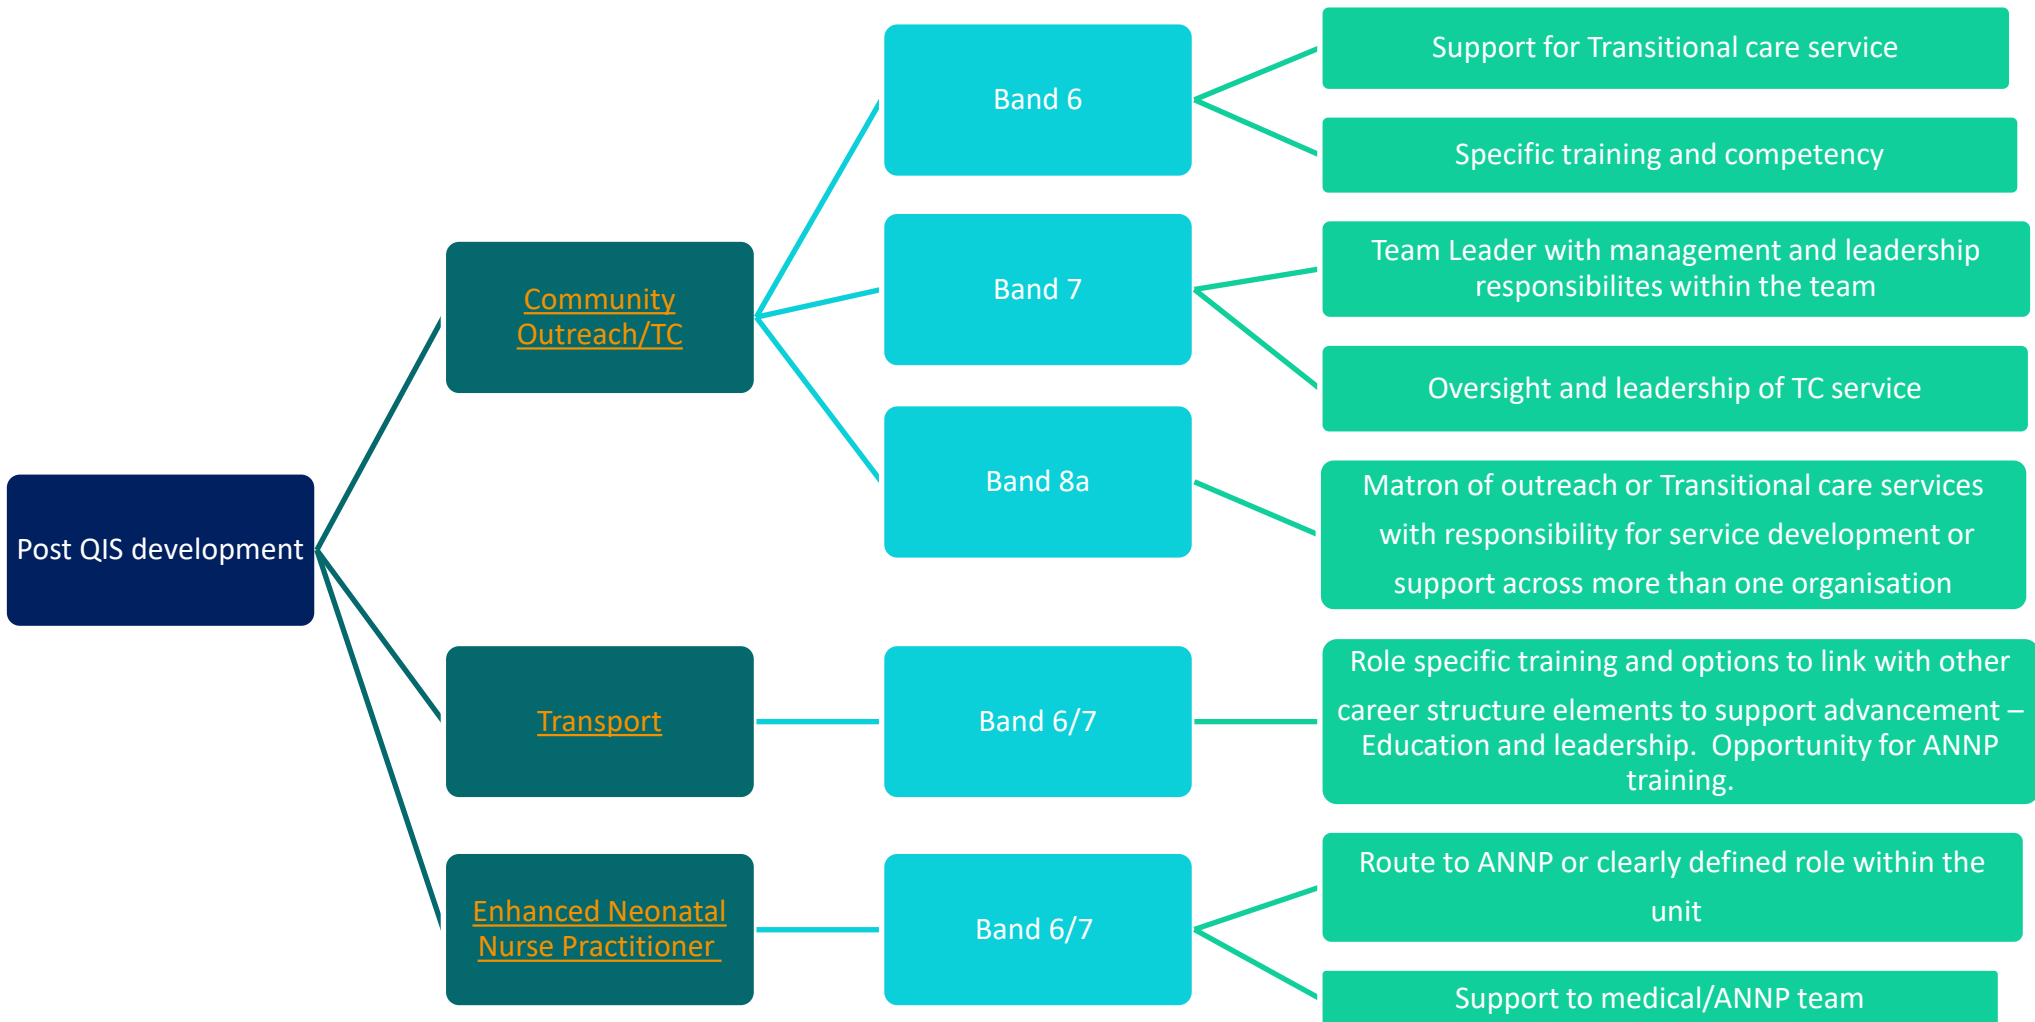 Post QIS development
Community
Outreach/TC
Band 6
Support for Transitional care service
Specific training and competency
Band 7
Team Leader with management and leadership
responsibilites within the team
Oversight and leadership of TC service
Band 8a
Matron of outreach or Transitional care services
with responsibility for service development or
support across more than one organisation
Transport
Band 6/7
Role specific training and options to link with other
career structure elements to support advancement –
Education and leadership.  Opportunity for ANNP
training.
Enhanced Neonatal
Nurse Practitioner
Band 6/7
Route to ANNP or clearly defined role within the
unit
Support to medical/ANNP team